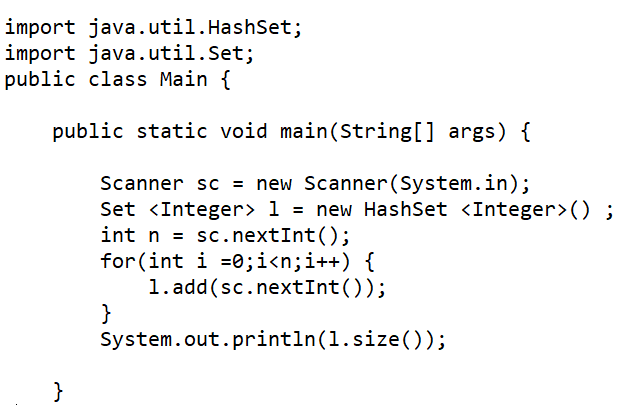 import java.util.HashSet;
import java.util.Set;
public class Main {
public static void main(String[] args) {
Scanner sc = new Scanner(System.in);
Set <Integer> l = new HashSet <Integer>() ;
int n = sc.nextInt();
for(int i =0;i<n;i++) {
l.add(sc.nextInt());
}
System.out.println(l.size());
}